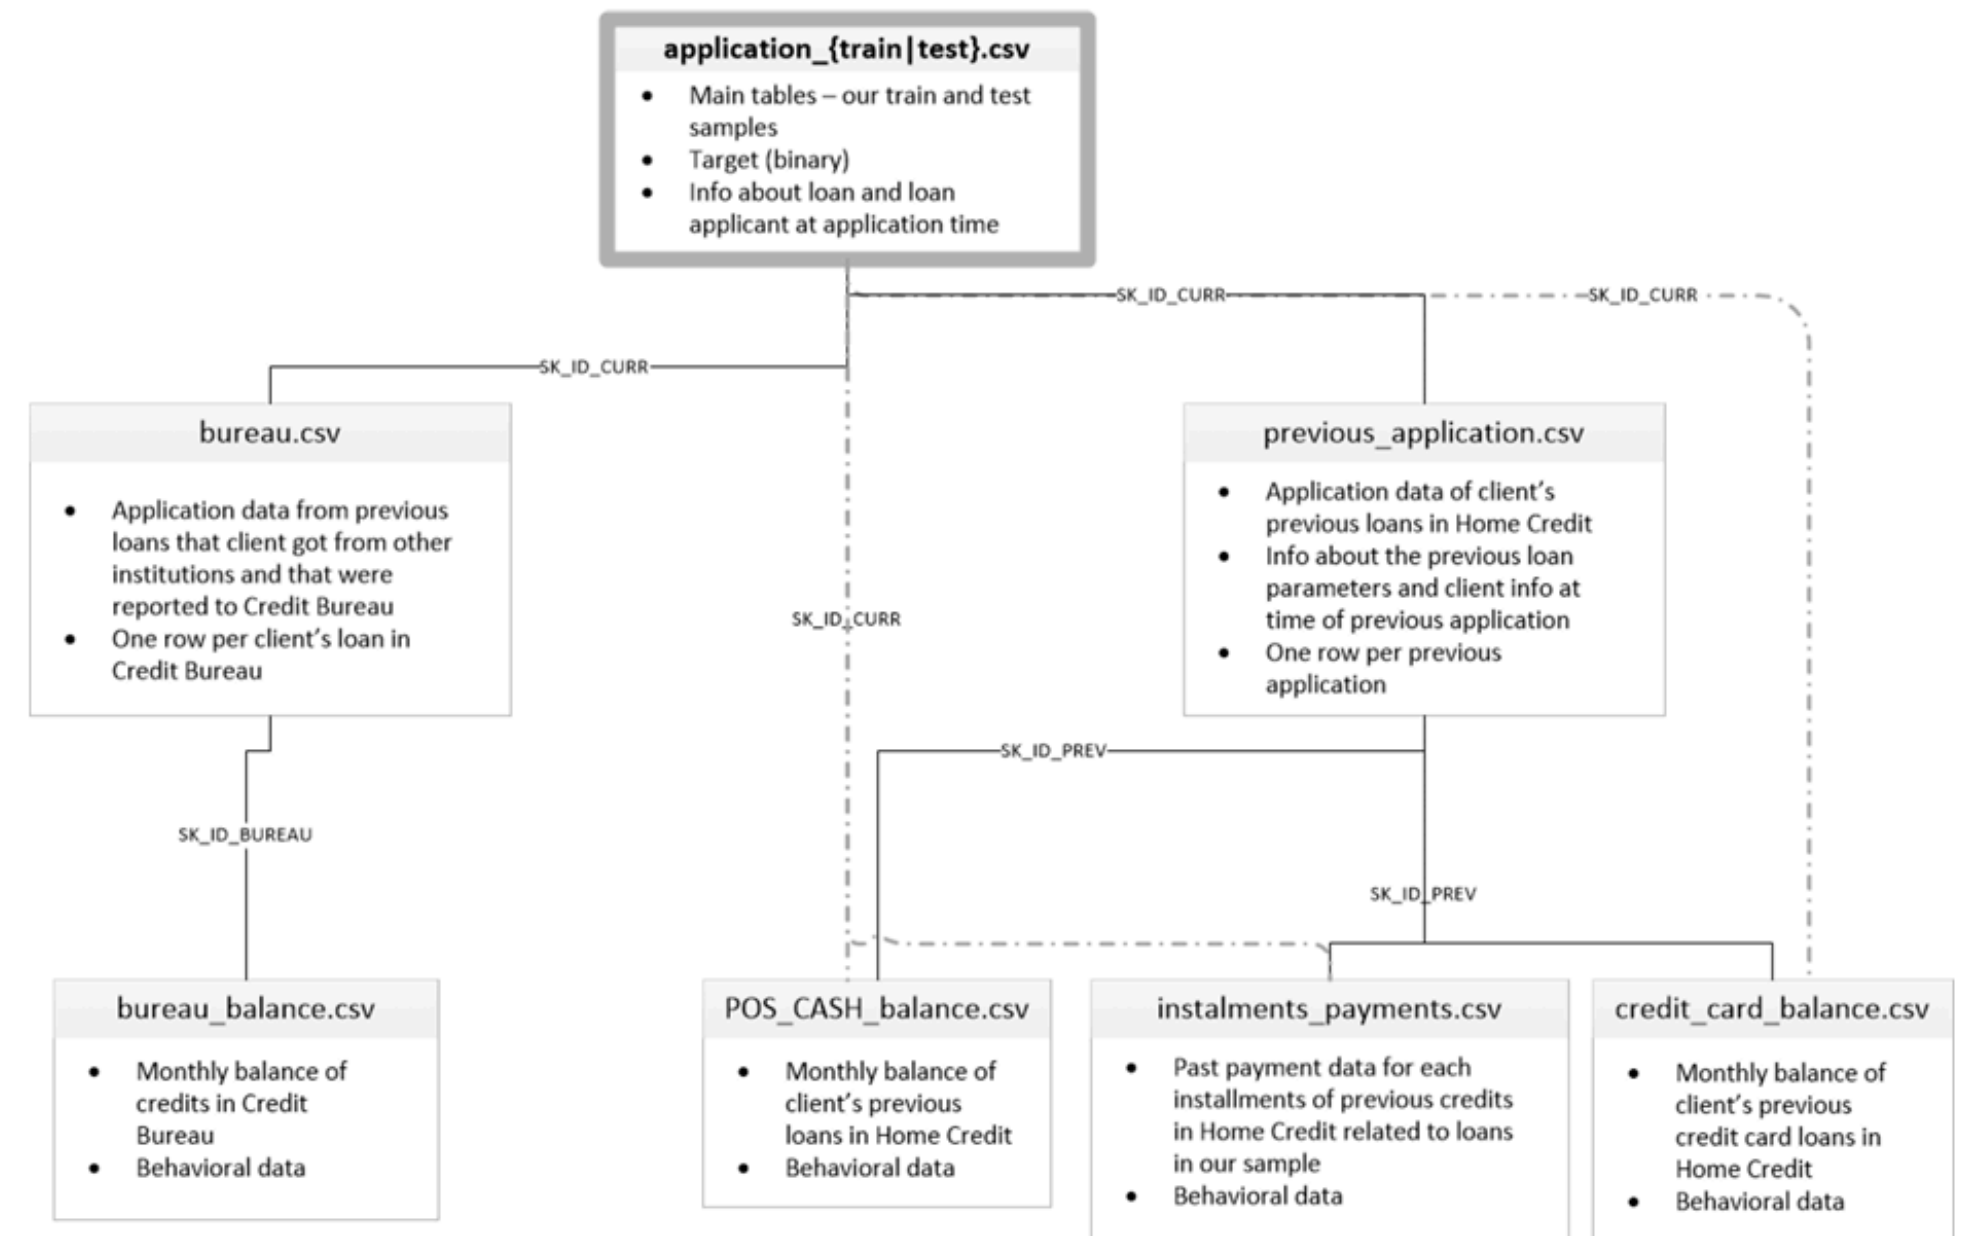 application_{train|test}.csv
• Main tables – our train and test
samples
• Target (binary)
• Info about loan and loan
applicant at application time
SK_ID_CURR
SK_ID_CURR
SK_ID_CURR
bureau.csv
• Application data from previous
loans that client got from other
institutions and that were
reported to Credit Bureau
• One row per client's loan in
Credit Bureau
previous_application.csv
• Application data of client's
previous loans in Home Credit
• Info about the previous loan
parameters and client info at
time of previous application
• One row per previous
application
SK_ID_CURR
SK_ID_PREV
SK_ID_BUREAU
SK_ID_PREV
bureau_balance.csv
• Monthly balance of
credits in Credit
Bureau
• Behavioral data
POS_CASH_balance.csv
• Monthly balance of
client's previous
loans in Home Credit
• Behavioral data
instalments_payments.csv
• Past payment data for each
installments of previous credits
in Home Credit related to loans
in our sample
• Behavioral data
credit_card_balance.csv
• Monthly balance of
client's previous
credit card loans in
Home Credit
• Behavioral data